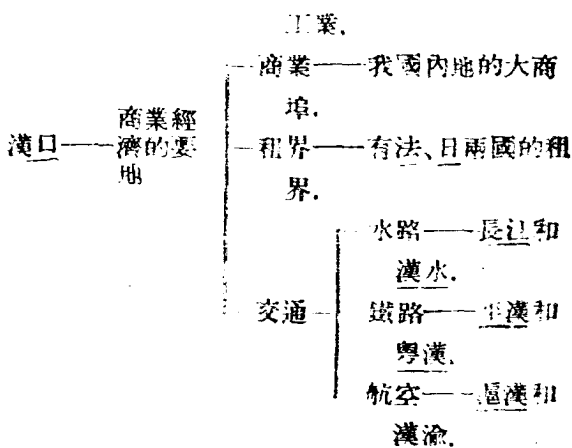 工業.
商業——我國內地的大商
埠.
漢口——商業經
濟的要
地
租界——有法、日兩國的租
界.
交通
水路——長江和
漢水.
鐵路——平漢和
粵漢.
航空——滬漢和
漢渝.